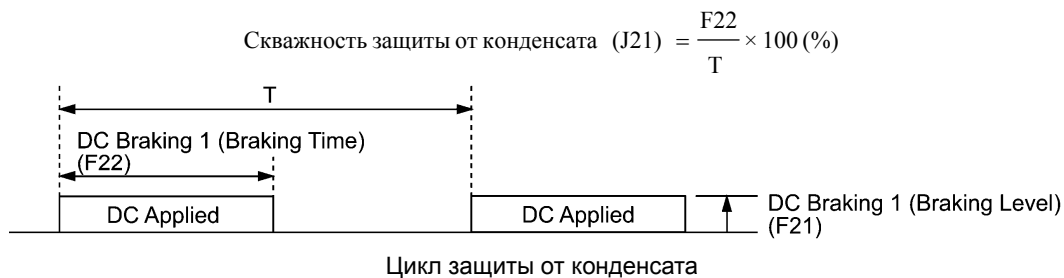 Скважность защиты от конденсата (J21) = F22 / T × 100 (%)
T
DC Braking 1 (Braking Time)
(F22)
DC Applied
DC Applied
DC Braking 1 (Braking Level)
(F21)
Цикл защиты от конденсата